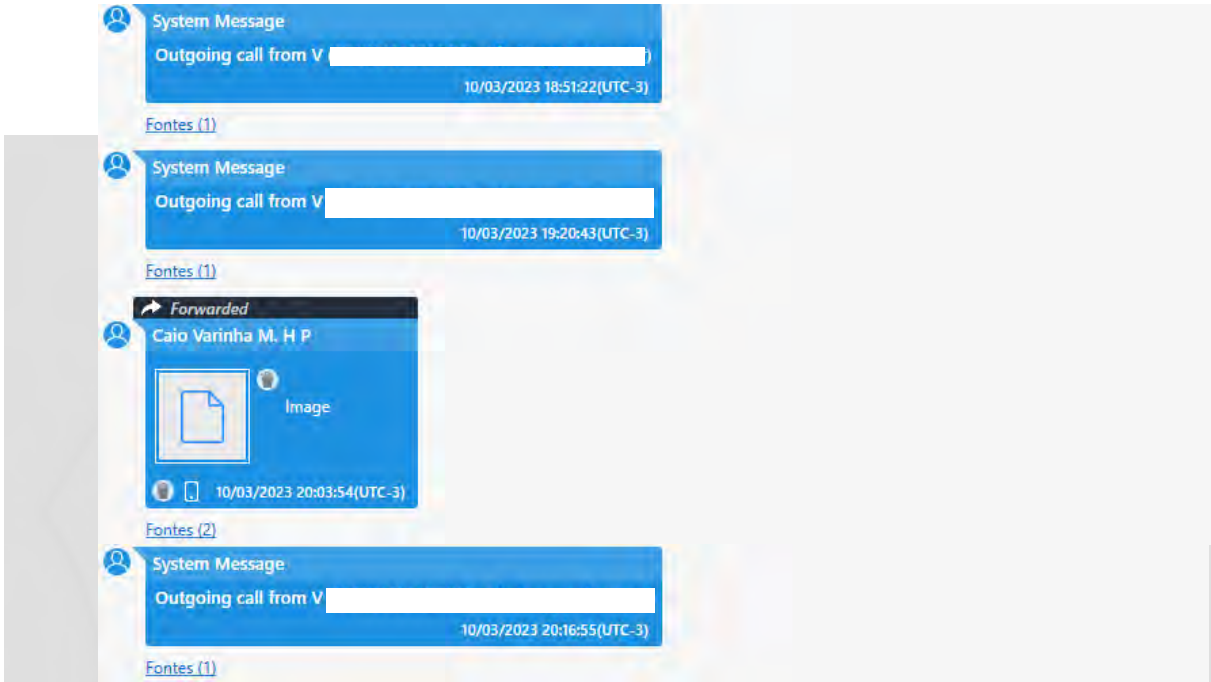 System Message
Outgoing call from V (
10/03/2023 18:51:22(UTC-3)
Fontes (1)
System Message
Outgoing call from V
10/03/2023 19:20:43(UTC-3)
Fontes (1)
Forwarded
Caio Varinha M. H P
Image
10/03/2023 20:03:54(UTC-3)
Fontes (2)
System Message
Outgoing call from V
10/03/2023 20:16:55(UTC-3)
Fontes (1)